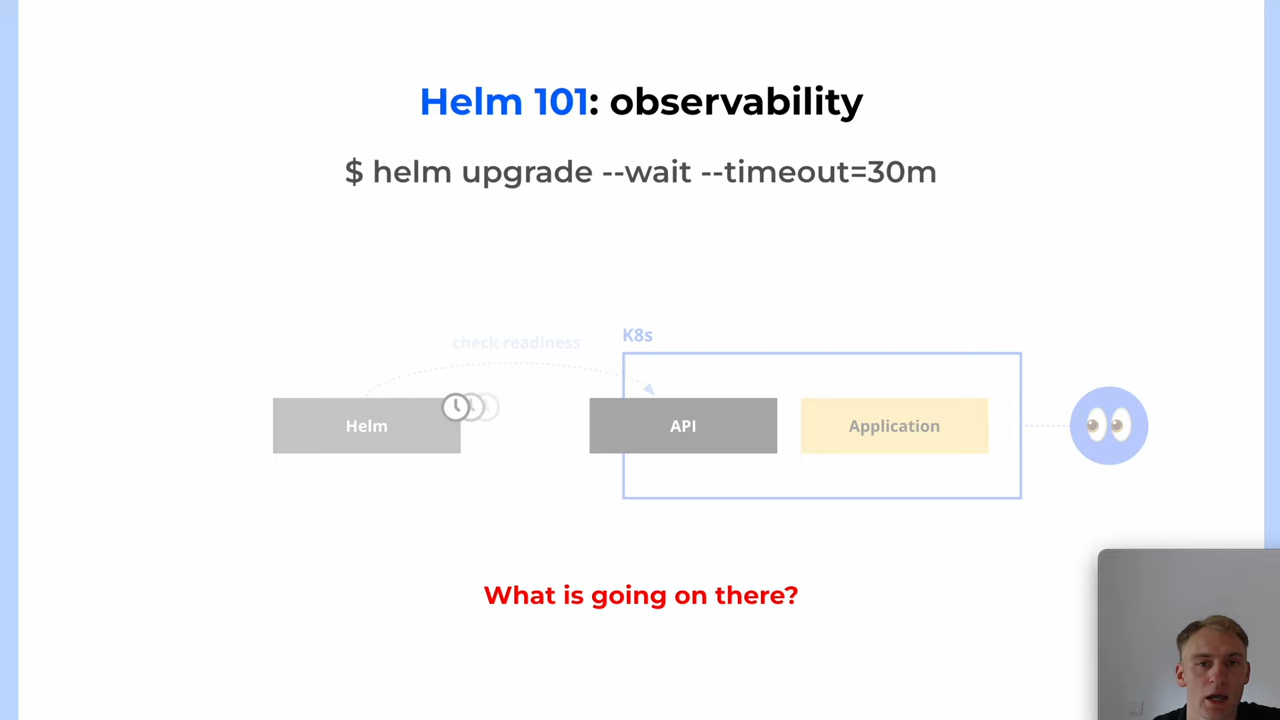 Helm 101: observability
$ helm upgrade --wait --timeout=30m
check readiness
K8s
Helm
API
Application
What is going on there?